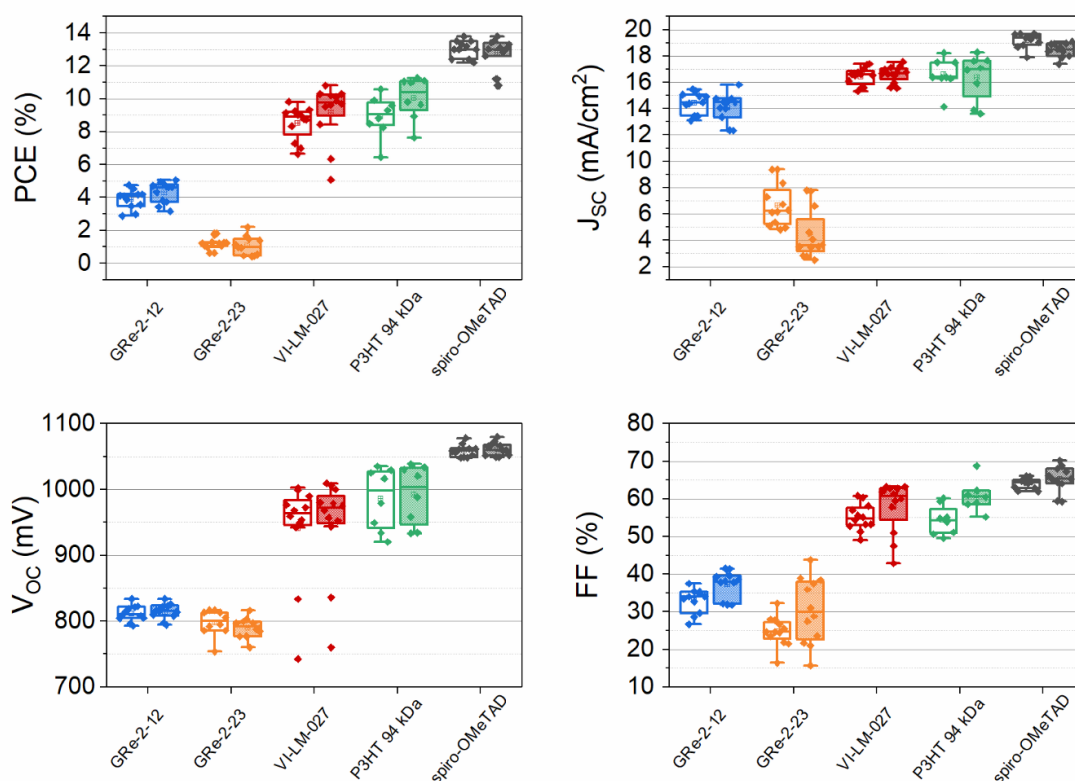 PCE (%)
14
12
10
8
6
4
2
0
GRe-2-12
GRe-2-23
VI-LM-027
P3HT 94 kDa
spiro-OMeTAD
J_SC (mA/cm²)
20
18
16
14
12
10
8
6
4
2
GRe-2-12
GRe-2-23
VI-LM-027
P3HT 94 kDa
spiro-OMeTAD
V_OC (mV)
1100
1000
900
800
700
GRe-2-12
GRe-2-23
VI-LM-027
P3HT 94 kDa
spiro-OMeTAD
FF (%)
80
70
60
50
40
30
20
10
GRe-2-12
GRe-2-23
VI-LM-027
P3HT 94 kDa
spiro-OMeTAD